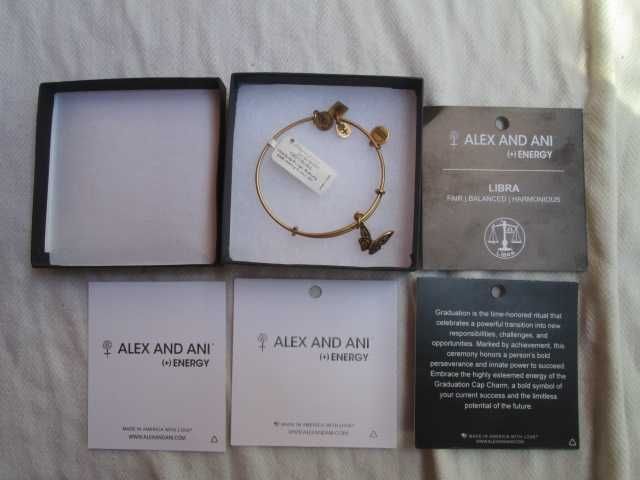 ALEX AND ANI
(+) ENERGY
LIBRA
FAIR | BALANCED | HARMONIOUS
LIBRA
ALEX AND ANI
(+) ENERGY
MADE IN AMERICA WITH LOVE®
WWW.ALEXANDANI.COM
ALEX AND ANI
(+) ENERGY
MADE IN AMERICA WITH LOVE®
WWW.ALEXANDANI.COM
Graduation is the time-honored ritual that
celebrates a powerful transition into new
responsibilities, challenges, and
opportunities. Marked by achievement, this
ceremony honors a person's bold
perseverance and innate power to succeed.
Embrace the highly esteemed energy of the
Graduation Cap Charm, a bold symbol of
your current success and the limitless
potential of the future.
MADE IN AMERICA WITH LOVE®
WWW.ALEXANDANI.COM